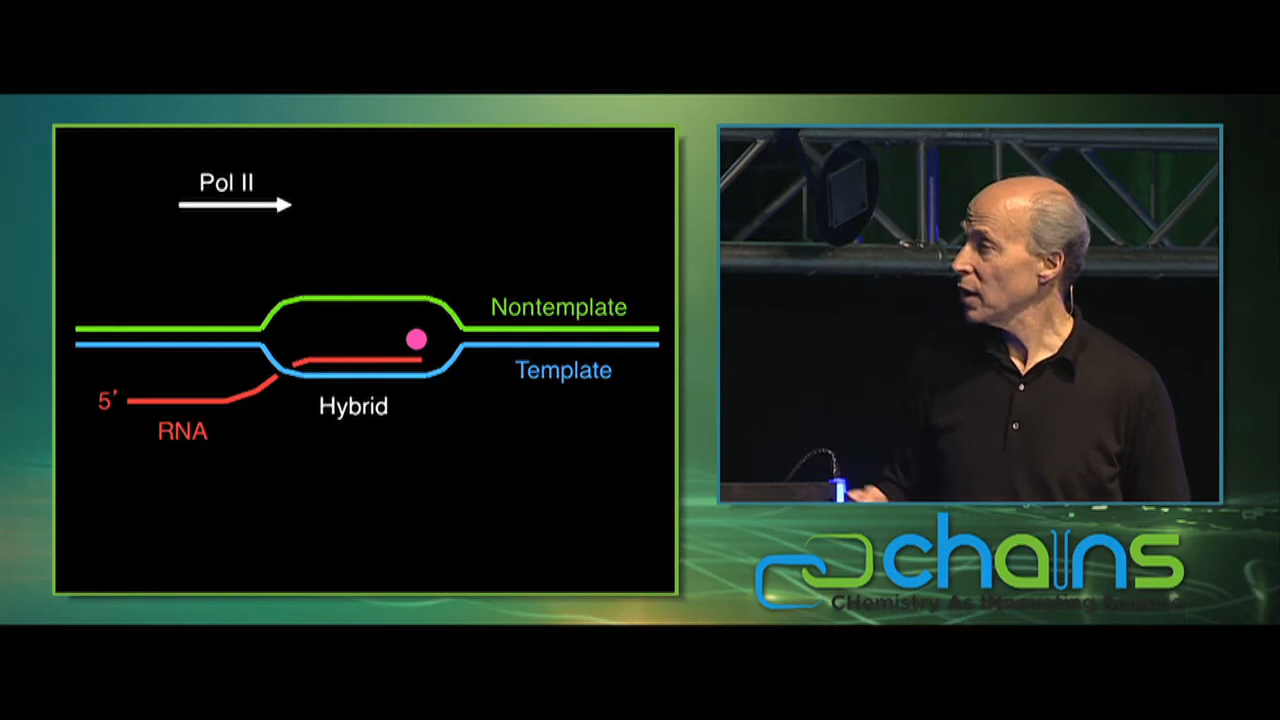 Pol II
Nontemplate
Template
Hybrid
5'
RNA
chains
CHemistry As INnovating Science